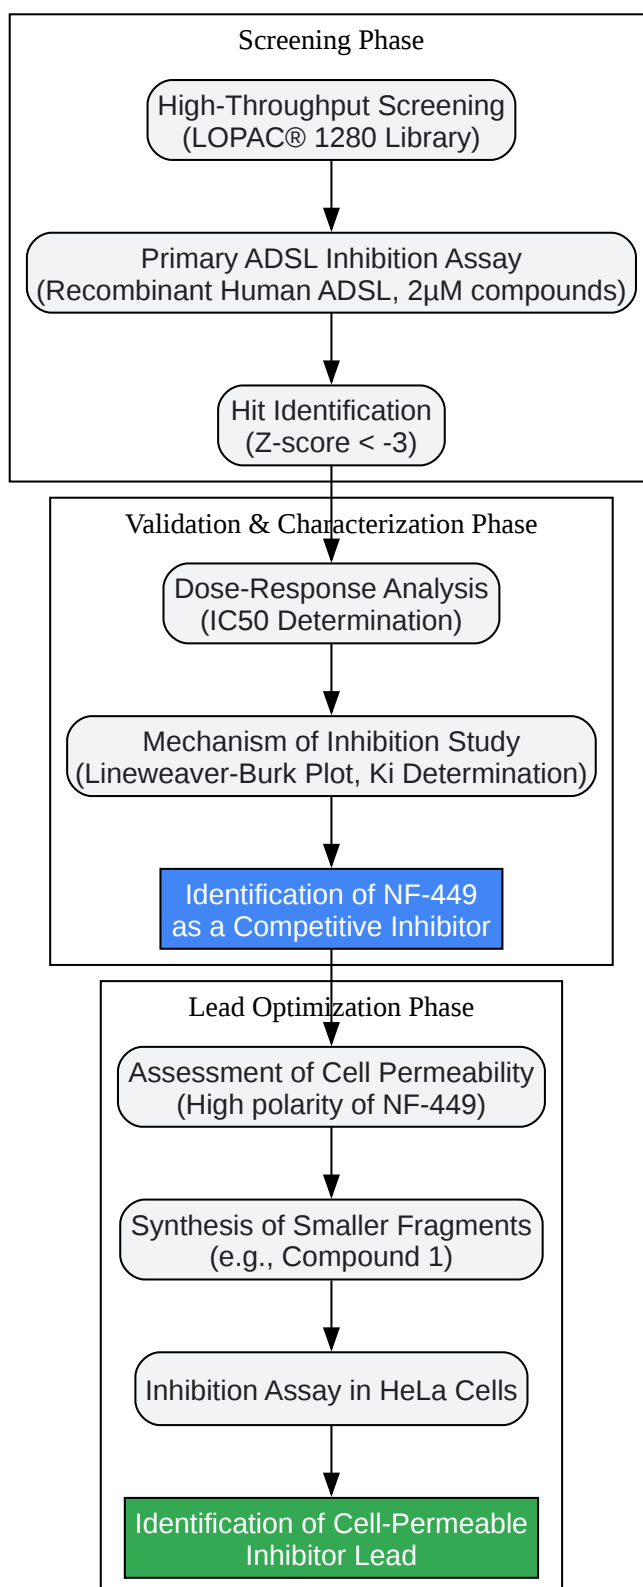 Screening Phase
High-Throughput Screening
(LOPAC® 1280 Library)
Primary ADSL Inhibition Assay
(Recombinant Human ADSL, 2µM compounds)
Hit Identification
(Z-score < -3)
Validation & Characterization Phase
Dose-Response Analysis
(IC50 Determination)
Mechanism of Inhibition Study
(Lineweaver-Burk Plot, Ki Determination)
Identification of NF-449
as a Competitive Inhibitor
Lead Optimization Phase
Assessment of Cell Permeability
(High polarity of NF-449)
Synthesis of Smaller Fragments
(e.g., Compound 1)
Inhibition Assay in HeLa Cells
Identification of Cell-Permeable
Inhibitor Lead